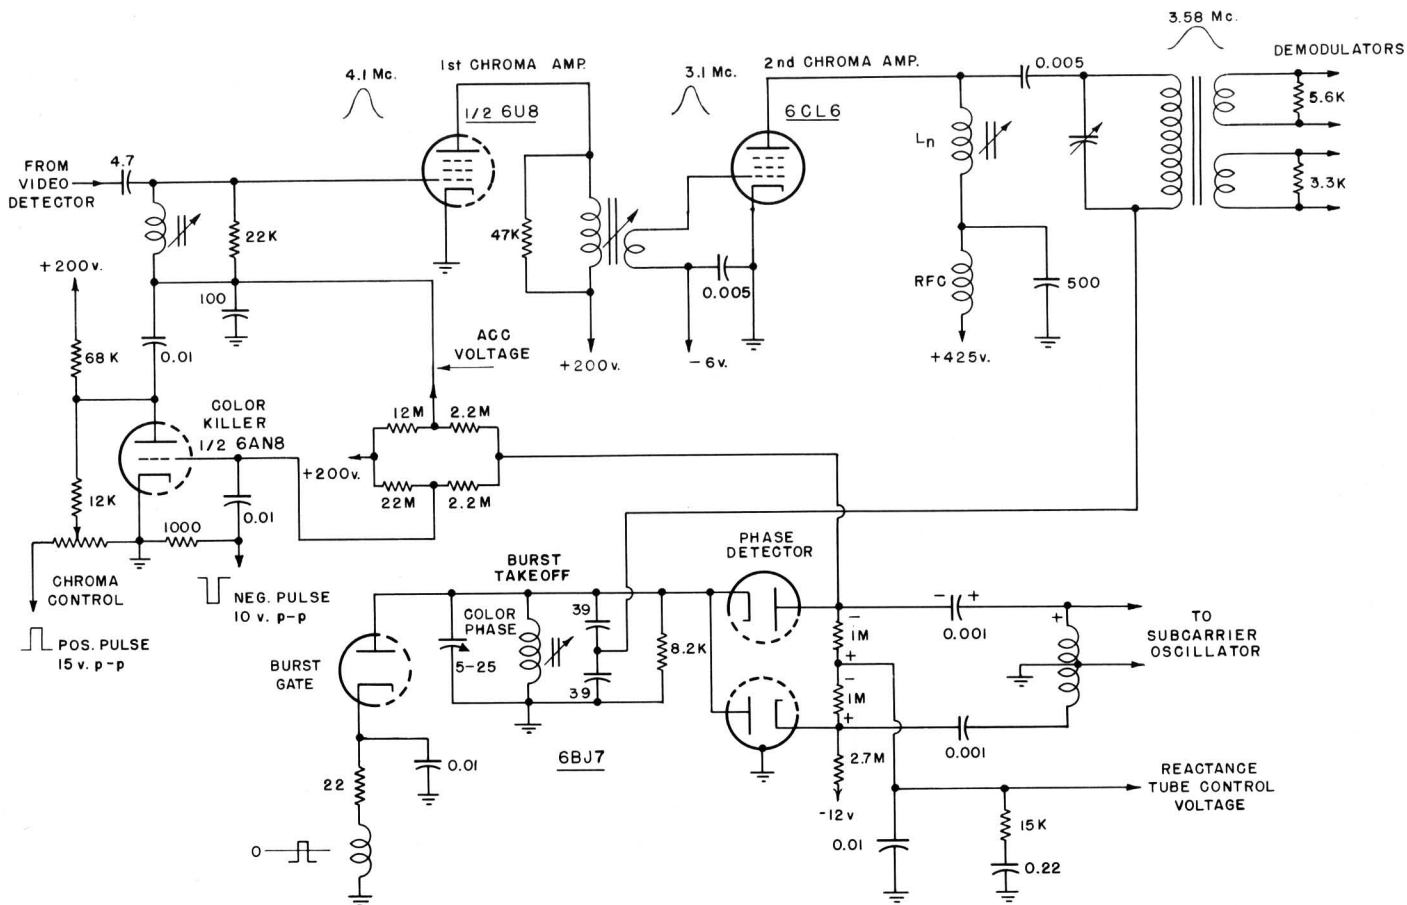 3.58 Mc.
DEMODULATORS
4.1 Mc.
1st CHROMA AMP.
1/2 6U8
3.1 Mc.
2nd CHROMA AMP.
6CL6
0.005
5.6K
3.3K
Ln
FROM
VIDEO
DETECTOR
4.7
22K
47K
0.005
RFC
500
+200v.
100
0.01
68K
ACC
VOLTAGE
+200v.
-6v.
+425v.
COLOR
KILLER
1/2 6AN8
12M
2.2M
+200v.
22M
2.2M
12K
0.01
1000
CHROMA
CONTROL
NEG. PULSE
10 v. p-p
POS. PULSE
15 v. p-p
BURST
TAKEOFF
PHASE
DETECTOR
COLOR
PHASE
5-25
39
39
8.2K
BURST
GATE
- +
0.001
+
TO
SUBCARRIER
OSCILLATOR
-
1M
+
-
1M
+
0.001
2.7M
-12v
6BJ7
0.01
22
0
REACTANCE
TUBE CONTROL
VOLTAGE
0.01
15K
0.22